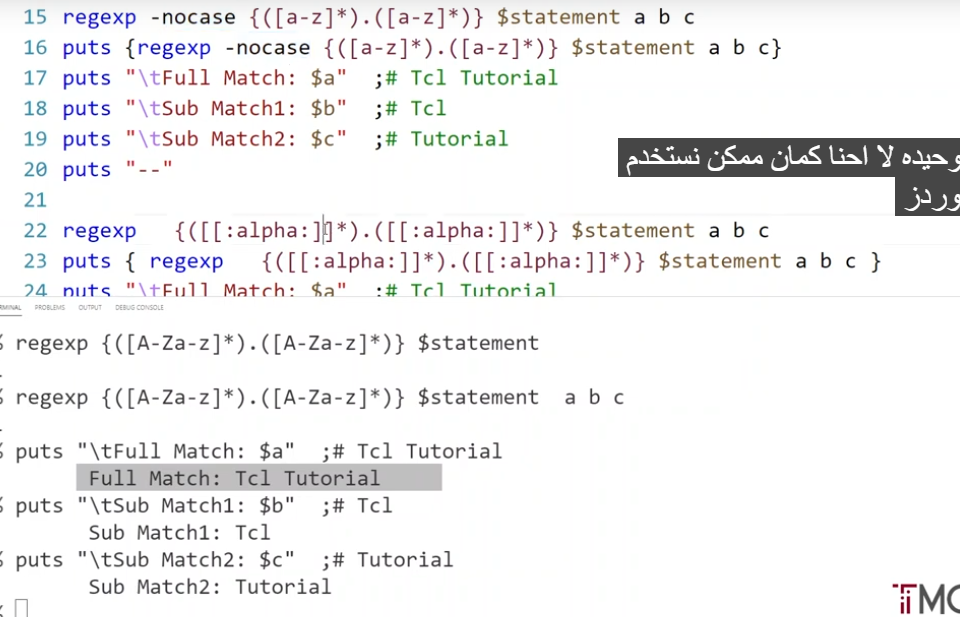 15 regexp -nocase {([a-z]*).([a-z]*)} $statement a b c
16 puts {regexp -nocase {([a-z]*).([a-z]*)} $statement a b c}
17 puts "\tFull Match: $a" ;# Tcl Tutorial
18 puts "\tSub Match1: $b" ;# Tcl
19 puts "\tSub Match2: $c" ;# Tutorial
20 puts "--"
وحيده لا احنا كمان ممكن نستخدم
وردز
21
22 regexp {([[:alpha:]]*).([[:alpha:]]*)} $statement a b c
23 puts { regexp {([[:alpha:]]*).([[:alpha:]]*)} $statement a b c }
24 puts "\tFull Match: $a" ;# Tcl Tutorial
PROBLEMS OUTPUT DEBUG CONSOLE
% regexp {([A-Za-z]*).([A-Za-z]*)} $statement
% regexp {([A-Za-z]*).([A-Za-z]*)} $statement a b c
% puts "\tFull Match: $a" ;# Tcl Tutorial
Full Match: Tcl Tutorial
% puts "\tSub Match1: $b" ;# Tcl
Sub Match1: Tcl
% puts "\tSub Match2: $c" ;# Tutorial
Sub Match2: Tutorial
%